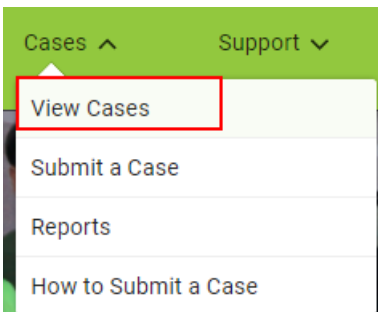 Cases Support
View Cases
Submit a Case
Reports
How to Submit a Case